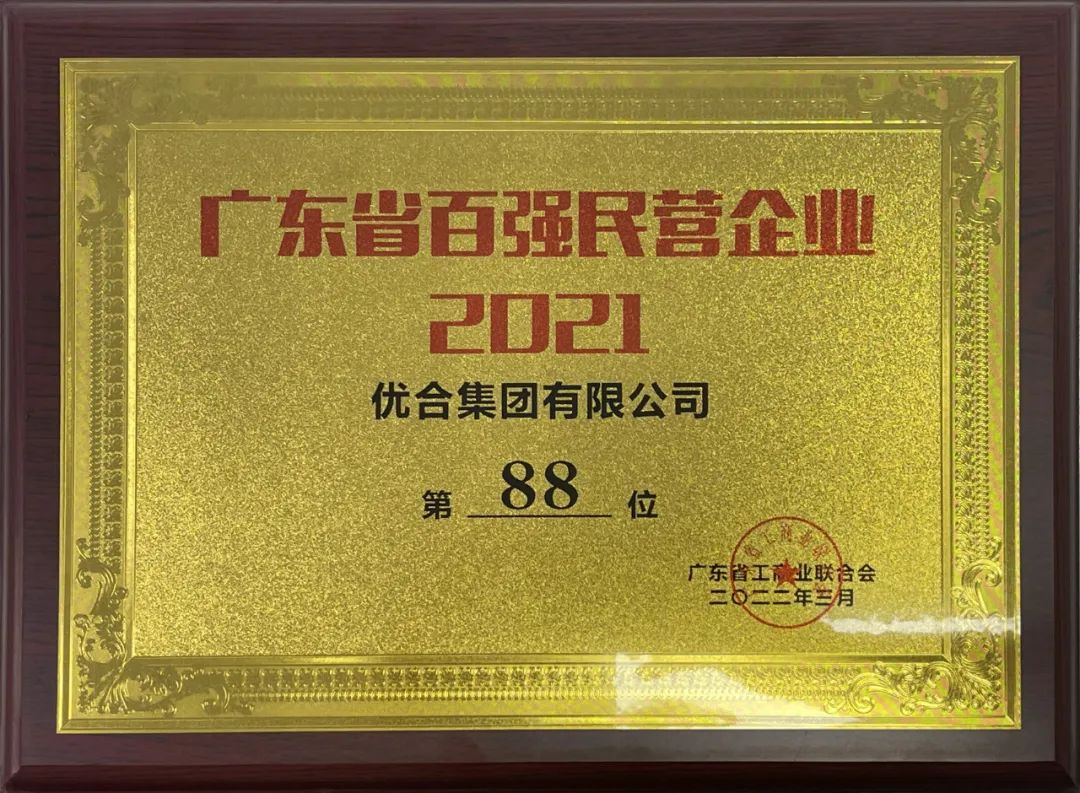 广东省百强民营企业
2021
优合集团有限公司
第 88 位
广东省工商业联合会
二〇二二年三月